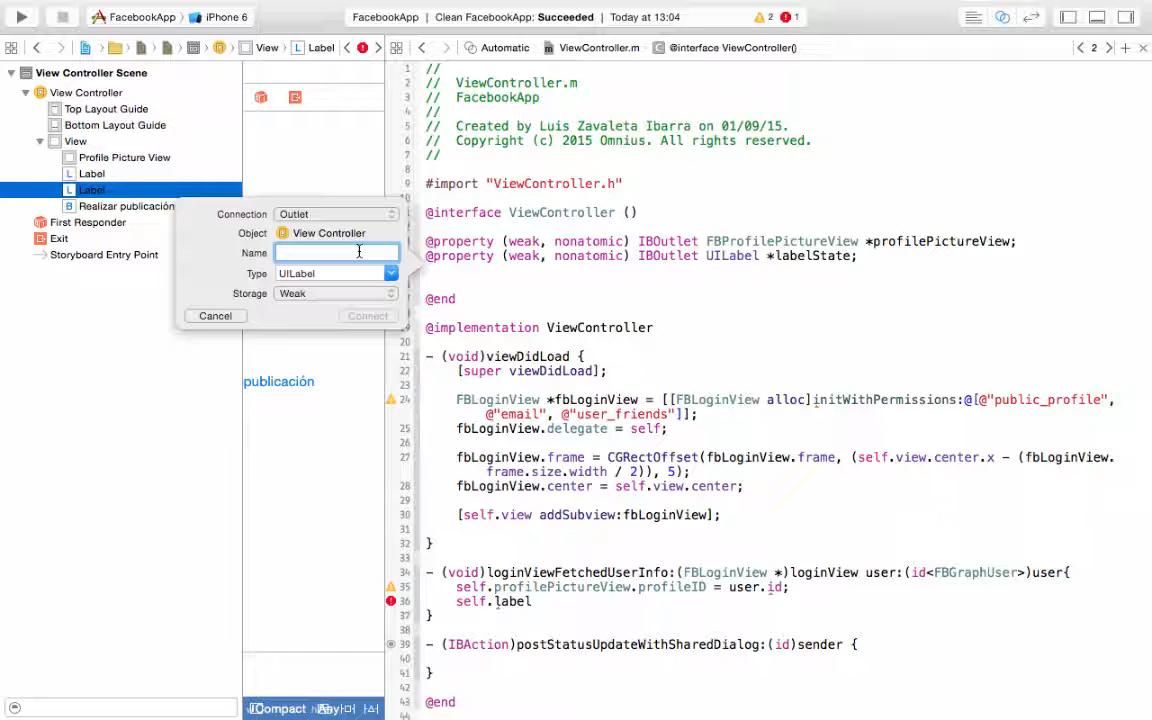 FacebookApp iPhone 6 FacebookApp | Clean FacebookApp: Succeeded | Today at 13:04 2 1
View Label Automatic ViewController.m @interface ViewController() 2
View Controller Scene
View Controller
Top Layout Guide
Bottom Layout Guide
View
Profile Picture View
L Label
L Label
B Realizar publicación
First Responder
Exit
Storyboard Entry Point
Connection Outlet
Object View Controller
Name
Type UILabel
Storage Weak
Cancel Connect
publicación
1 //
2 // ViewController.m
3 // FacebookApp
4 //
5 // Created by Luis Zavaleta Ibarra on 01/09/15.
6 // Copyright (c) 2015 Omnius. All rights reserved.
7 //
8
9 #import "ViewController.h"
@interface ViewController ()
@property (weak, nonatomic) IBOutlet FBProfilePictureView *profilePictureView;
@property (weak, nonatomic) IBOutlet UILabel *labelState;
@end
@implementation ViewController
20
21 - (void)viewDidLoad {
22 [super viewDidLoad];
23
24 FBLoginView *fbLoginView = [[FBLoginView alloc]initWithPermissions:@[@"public_profile",
@"email", @"user_friends"]];
25 fbLoginView.delegate = self;
26
27 fbLoginView.frame = CGRectOffset(fbLoginView.frame, (self.view.center.x - (fbLoginView.
frame.size.width / 2)), 5);
28 fbLoginView.center = self.view.center;
29
30 [self.view addSubview:fbLoginView];
31
32 }
33
34 - (void)loginViewFetchedUserInfo:(FBLoginView *)loginView user:(id<FBGraphUser>)user{
35 self.profilePictureView.profileID = user.id;
36 self.label
37 }
38
39 - (IBAction)postStatusUpdateWithSharedDialog:(id)sender {
40
41 }
42
43 @end
44